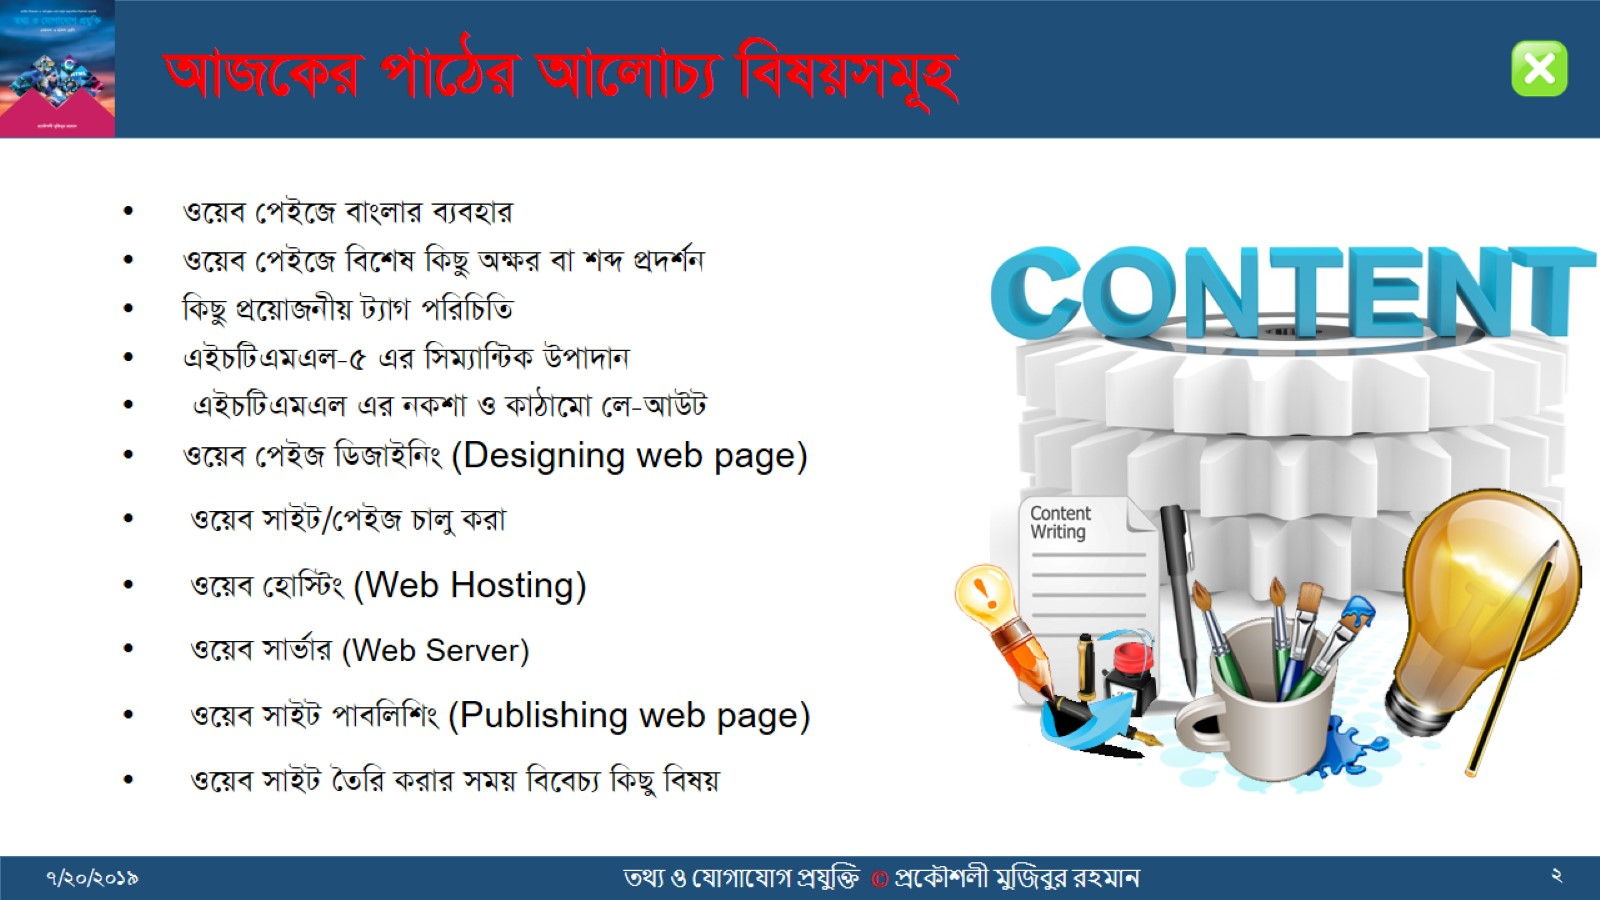 তথ্য ও যোগাযোগ প্রযুক্তি
আজকের পাঠের আলোচ্য বিষয়সমূহ
• ওয়েব পেইজে বাংলার ব্যবহার
• ওয়েব পেইজে বিশেষ কিছু অক্ষর বা শব্দ প্রদর্শন
• কিছু প্রয়োজনীয় ট্যাগ পরিচিতি
• এইচটিএমএল-৫ এর সিম্যান্টিক উপাদান
• এইচটিএমএল এর নকশা ও কাঠামো লে-আউট
• ওয়েব পেইজ ডিজাইনিং (Designing web page)
• ওয়েব সাইট/পেইজ চালু করা
• ওয়েব হোস্টিং (Web Hosting)
• ওয়েব সার্ভার (Web Server)
• ওয়েব সাইট পাবলিশিং (Publishing web page)
• ওয়েব সাইট তৈরি করার সময় বিবেচ্য কিছু বিষয়
CONTENT
Content
Writing
৭/২০/২০১৯
তথ্য ও যোগাযোগ প্রযুক্তি © প্রকৌশলী মুজিবুর রহমান
২